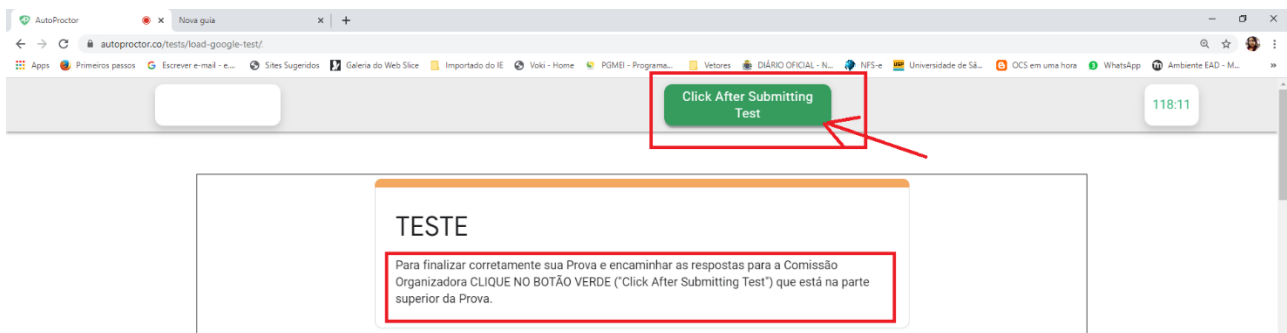 AutoProctor
Nova guia
autoproctor.co/tests/load-google-test/
Apps Primeiros passos Escrever e-mail - e... Sites Sugeridos Galeria do Web Slice Importado do IE Voki - Home PGMEI - Programa... Vetores DIÁRIO OFICIAL - N... NFS-e Universidade de Sã... OCS em uma hora WhatsApp Ambiente EAD - M... »
Click After Submitting
Test
118:11
TESTE
Para finalizar corretamente sua Prova e encaminhar as respostas para a Comissão
Organizadora CLIQUE NO BOTÃO VERDE ("Click After Submitting Test") que está na parte
superior da Prova.